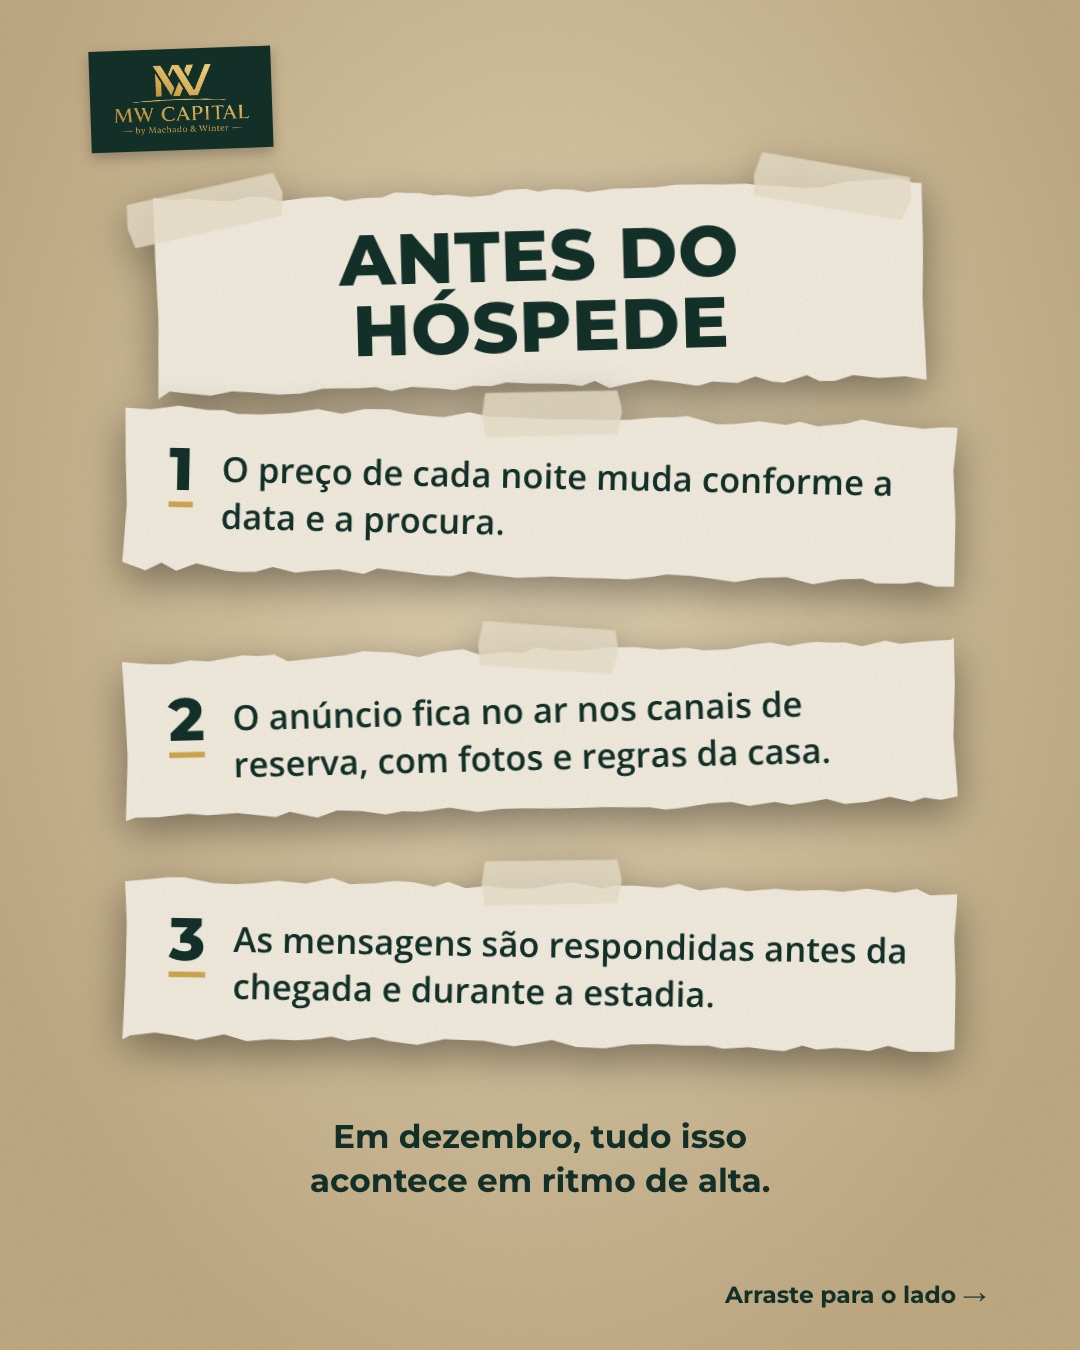 MW CAPITAL
by Machado & Winter
ANTES DO
HÓSPEDE
1
O preço de cada noite muda conforme a
data e a procura.
2
O anúncio fica no ar nos canais de
reserva, com fotos e regras da casa.
3
As mensagens são respondidas antes da
chegada e durante a estadia.
Em dezembro, tudo isso
acontece em ritmo de alta.
Arraste para o lado →